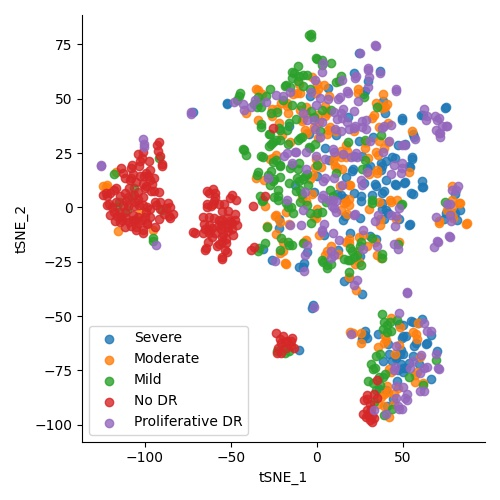 75
50
25
0
−25
−50
−75
−100
tSNE_2
Severe
Moderate
Mild
No DR
Proliferative DR
−100
−50
0
50
tSNE_1